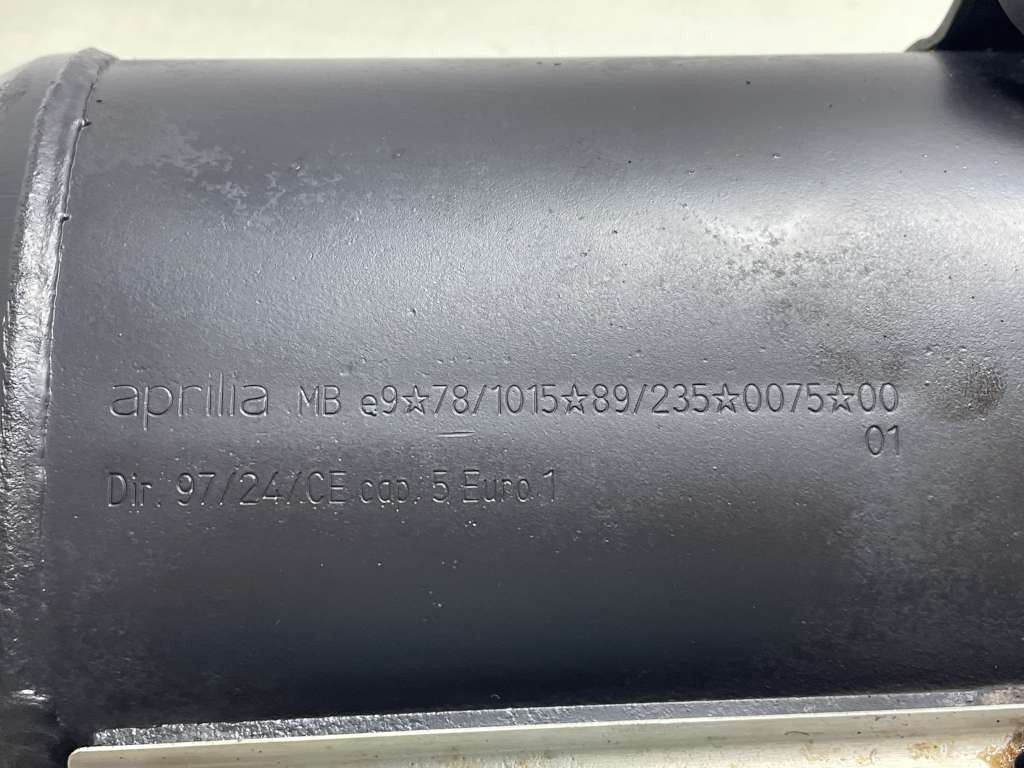 aprilia MB e9☆78/1015☆89/235☆0075☆00
01
Dir. 97/24/CE cap. 5 Euro 1